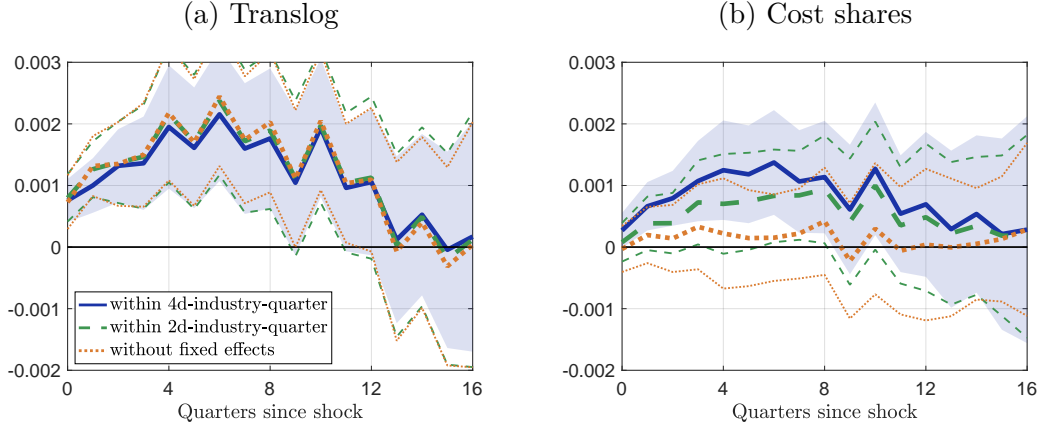 (a) Translog
0.003
0.002
0.001
0
-0.001
-0.002
within 4d-industry-quarter
within 2d-industry-quarter
without fixed effects
0 4 8 12 16
Quarters since shock
(b) Cost shares
0.003
0.002
0.001
0
-0.001
-0.002
0 4 8 12 16
Quarters since shock